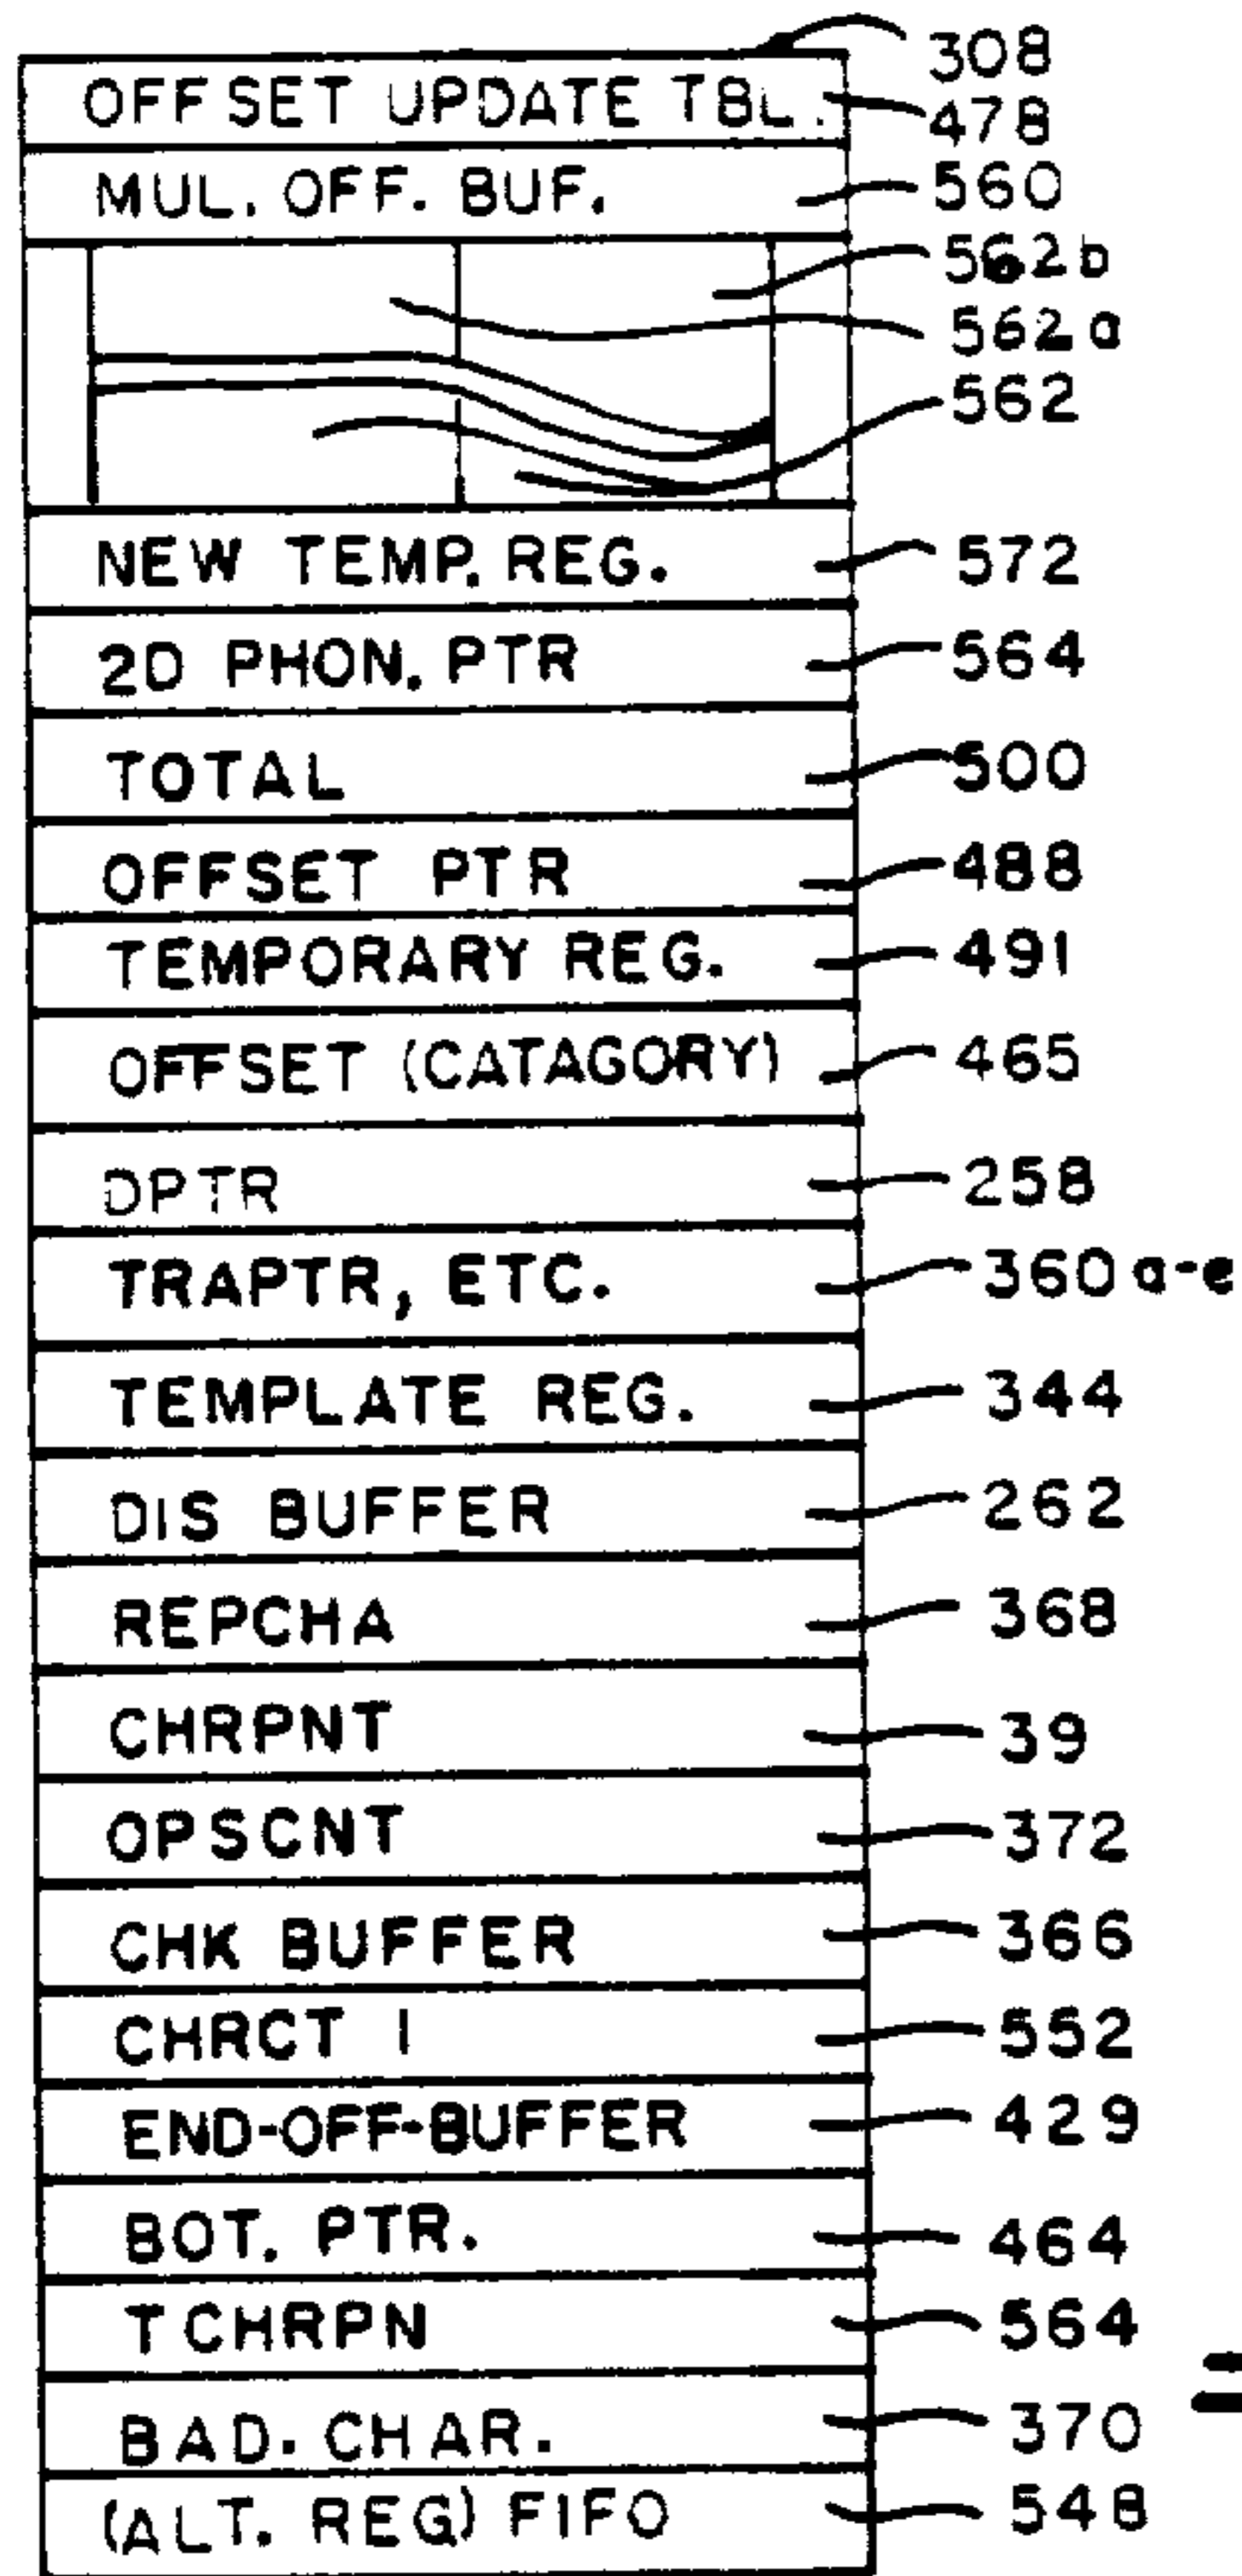 308
OFFSET UPDATE TBL. 478
MUL. OFF. BUF. 560
562b
562a
562
NEW TEMP. REG. 572
2D PHON. PTR 564
TOTAL 500
OFFSET PTR 488
TEMPORARY REG. 491
OFFSET (CATAGORY) 465
DPTR 258
TRAPTR, ETC. 360a-e
TEMPLATE REG. 344
DIS BUFFER 262
REPCHA 368
CHRPNT 39
OPSCNT 372
CHK BUFFER 366
CHRCT 1 552
END-OFF-BUFFER 429
BOT. PTR. 464
TCHRPN 564
BAD. CHAR. 370
(ALT. REG) FIFO 548